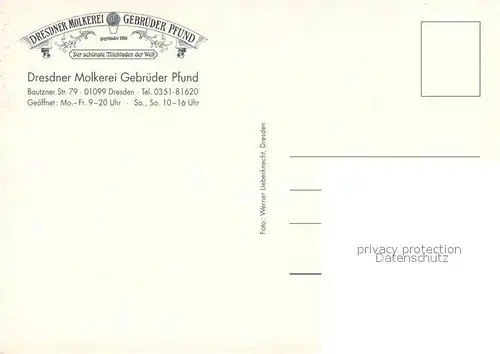 DRESDNER MOLKEREI GEBRÜDER PFUND
gegründet 1880
Der schönste Milchladen der Welt
Dresdner Molkerei Gebrüder Pfund
Bautzner Str. 79 · 01099 Dresden · Tel. 0351-81620
Geöffnet: Mo.–Fr. 9–20 Uhr · Sa., So. 10–16 Uhr
Foto: Werner Lieberknecht, Dresden
privacy protection
Datenschutz